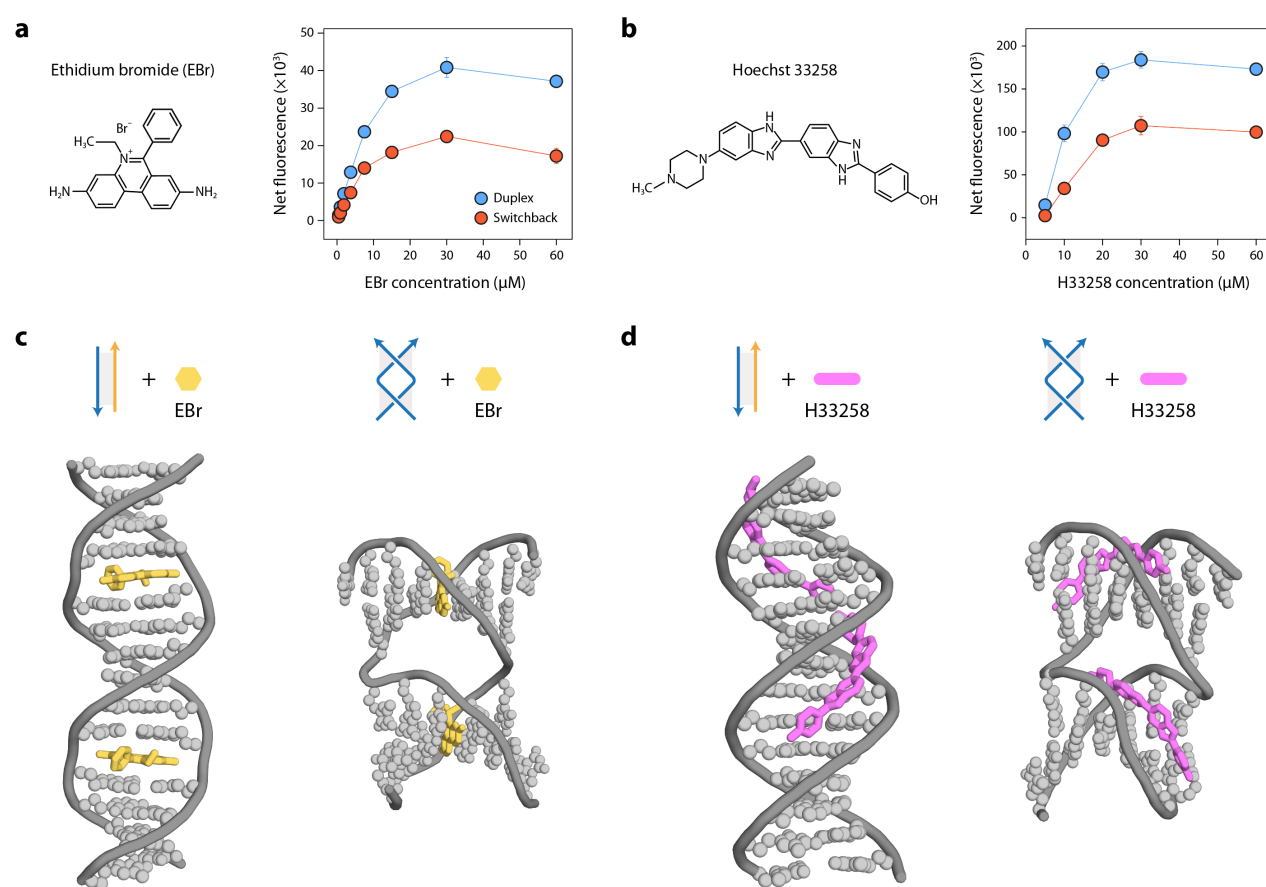 a
Ethidium bromide (EBr)
Br⁻
H₃C
N⁺
H₂N
NH₂
Net fluorescence (×10³)
50
40
30
20
10
0
Duplex
Switchback
0 10 20 30 40 50 60
EBr concentration (µM)
b
Hoechst 33258
H
N
N
N
N
H
N
N
H₃C
OH
Net fluorescence (×10³)
200
150
100
50
0
0 10 20 30 40 50 60
H33258 concentration (µM)
c
+
EBr
+
EBr
d
+
H33258
+
H33258